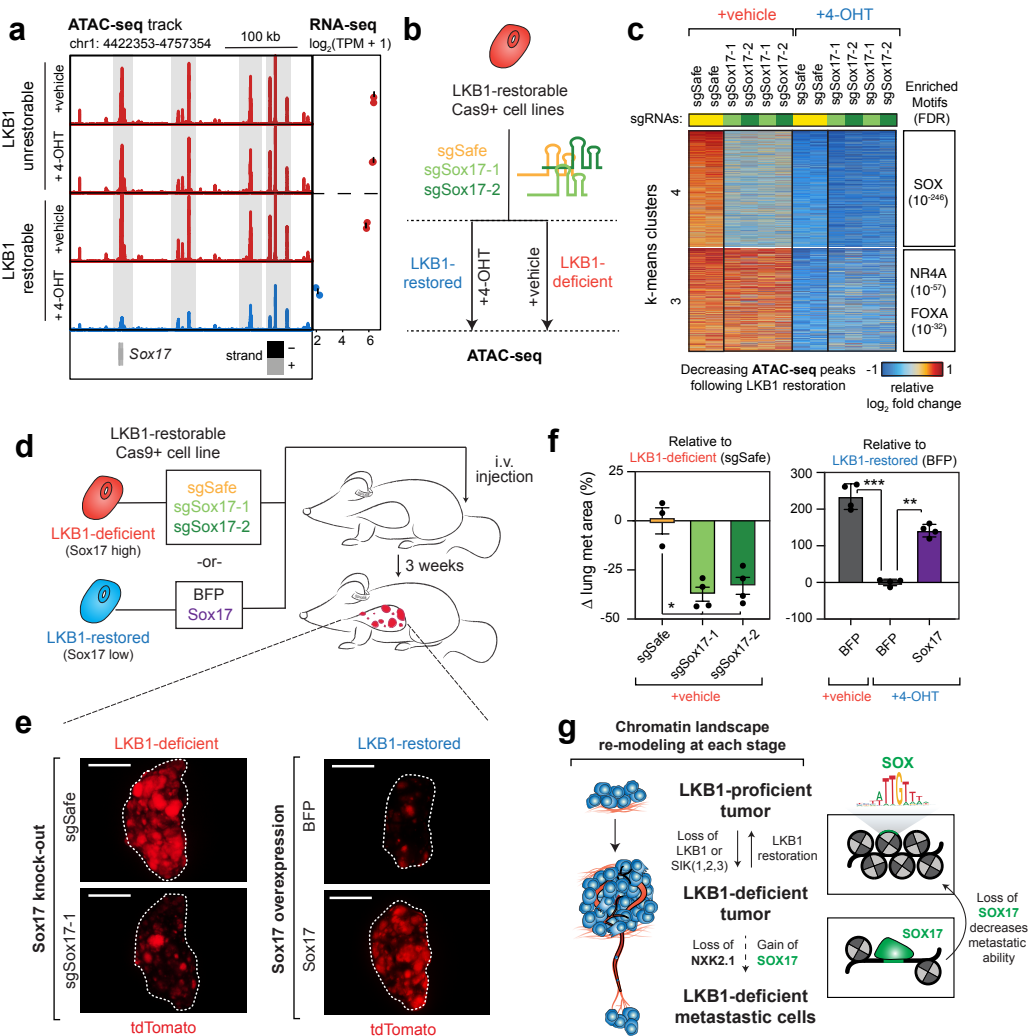 a
ATAC-seq track
chr1: 4422353-4757354
100 kb
RNA-seq
log2(TPM + 1)
LKB1
unrestorable
+vehicle
+ 4-OHT
LKB1
restorable
+vehicle
+ 4-OHT
Sox17
strand
−
+
2
6
b
LKB1-restorable
Cas9+ cell lines
sgSafe
sgSox17-1
sgSox17-2
LKB1-
restored
+4-OHT
+vehicle
LKB1-
deficient
ATAC-seq
c
+vehicle
+4-OHT
sgSafe
sgSafe
sgSox17-1
sgSox17-2
sgSox17-1
sgSox17-2
sgSafe
sgSafe
sgSox17-1
sgSox17-2
sgSox17-1
sgSox17-2
Enriched
Motifs
(FDR)
sgRNAs:
k-means clusters
4
3
SOX
(10-246)
NR4A
(10-57)
FOXA
(10-32)
Decreasing ATAC-seq peaks
following LKB1 restoration
-1
1
relative
log2 fold change
d
LKB1-restorable
Cas9+ cell line
LKB1-deficient
(Sox17 high)
sgSafe
sgSox17-1
sgSox17-2
-or-
LKB1-restored
(Sox17 low)
BFP
Sox17
i.v.
injection
3 weeks
e
LKB1-deficient
LKB1-restored
Sox17 knock-out
sgSafe
sgSox17-1
Sox17 overexpression
BFP
Sox17
tdTomato
tdTomato
f
Relative to
LKB1-deficient (sgSafe)
Δ lung met area (%)
25
0
-25
-50
*
sgSafe
sgSox17-1
sgSox17-2
+vehicle
Relative to
LKB1-restored (BFP)
300
200
100
0
-100
***
**
BFP
BFP
Sox17
+vehicle
+4-OHT
g
Chromatin landscape
re-modeling at each stage
LKB1-proficient
tumor
Loss of
LKB1 or
SIK(1,2,3)
LKB1
restoration
LKB1-deficient
tumor
Loss of
NXK2.1
Gain of
SOX17
LKB1-deficient
metastastic cells
SOX
ATTGT
SOX17
Loss of
SOX17
decreases
metastatic
ability